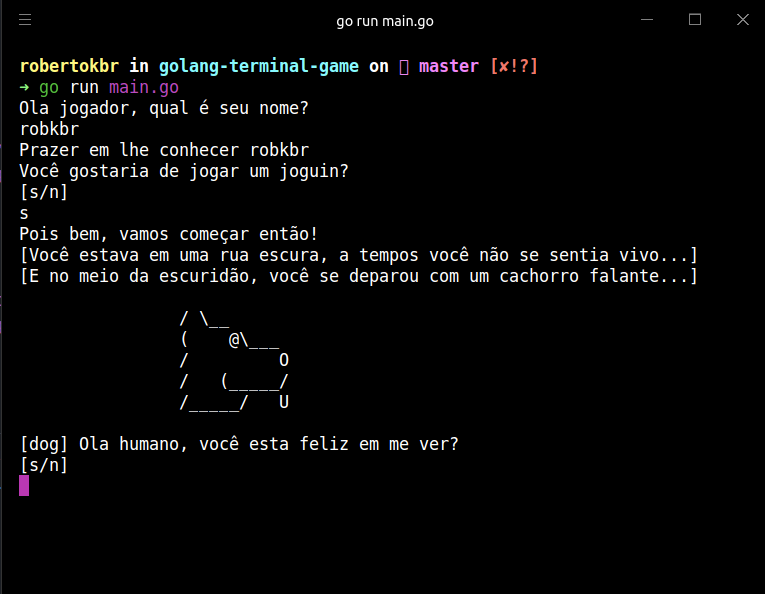 go run main.go
robertokbr in golang-terminal-game on  master [✘!?]
➜ go run main.go
Ola jogador, qual é seu nome?
robkbr
Prazer em lhe conhecer robkbr
Você gostaria de jogar um joguin?
[s/n]
s
Pois bem, vamos começar então!
[Você estava em uma rua escura, a tempos você não se sentia vivo...]
[E no meio da escuridão, você se deparou com um cachorro falante...]
/ \__
(    @\___
/         O
/   (_____/
/_____/   U
[dog] Ola humano, você esta feliz em me ver?
[s/n]